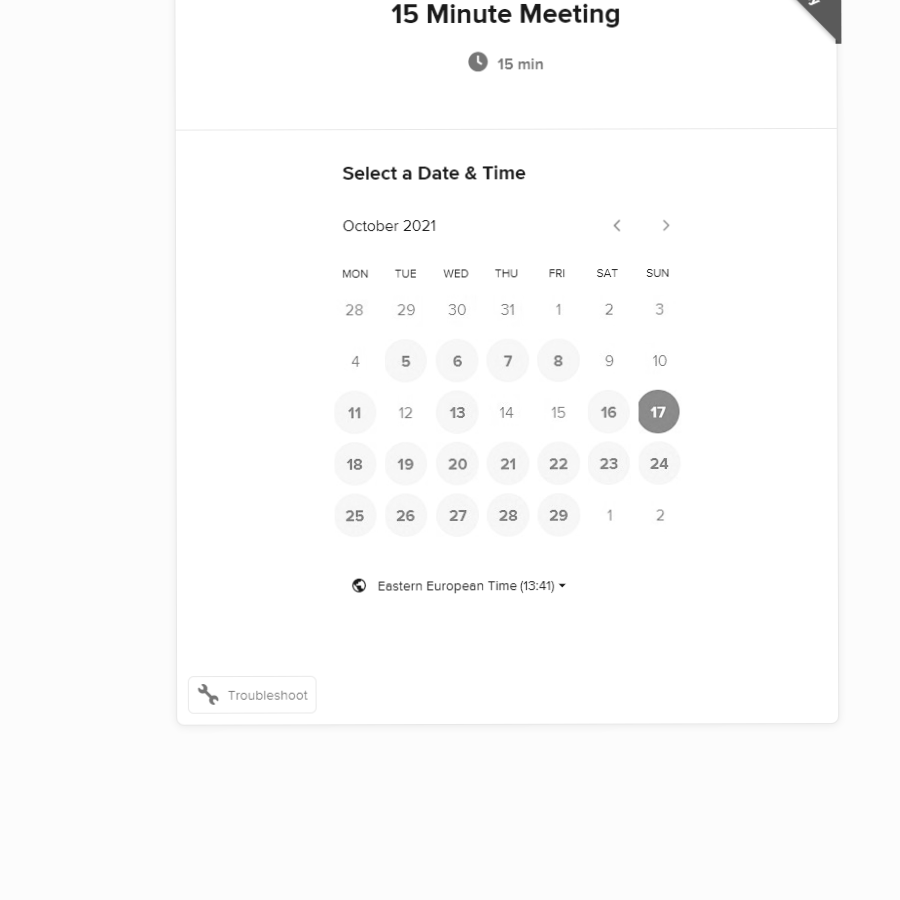 15 Minute Meeting
15 min
Select a Date & Time
October 2021
MON TUE WED THU FRI SAT SUN
28 29 30 31 1 2 3
4 5 6 7 8 9 10
11 12 13 14 15 16 17
18 19 20 21 22 23 24
25 26 27 28 29 1 2
Eastern European Time (13:41)
Troubleshoot